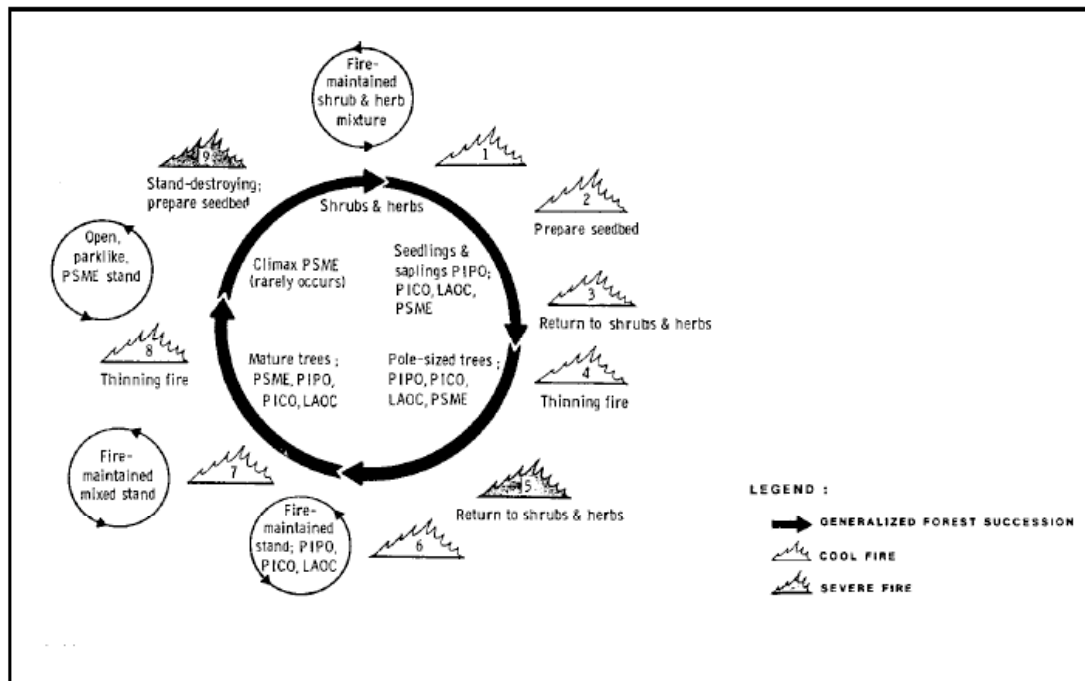 Fire-
maintained
shrub & herb
mixture
1
9
Stand-destroying;
prepare seedbed
2
Prepare seedbed
Shrubs & herbs
Open,
parklike,
PSME stand
Climax PSME
(rarely occurs)
Seedlings &
saplings PIPO;
PICO, LAOC,
PSME
3
Return to shrubs & herbs
8
Thinning fire
Mature trees ;
PSME, PIPO,
PICO, LAOC
Pole-sized trees ;
PIPO, PICO,
LAOC, PSME
4
Thinning fire
Fire-
maintained
mixed stand
7
5
Return to shrubs & herbs
Fire-
maintained
stand; PIPO,
PICO, LAOC
6
LEGEND :
GENERALIZED FOREST SUCCESSION
COOL FIRE
SEVERE FIRE